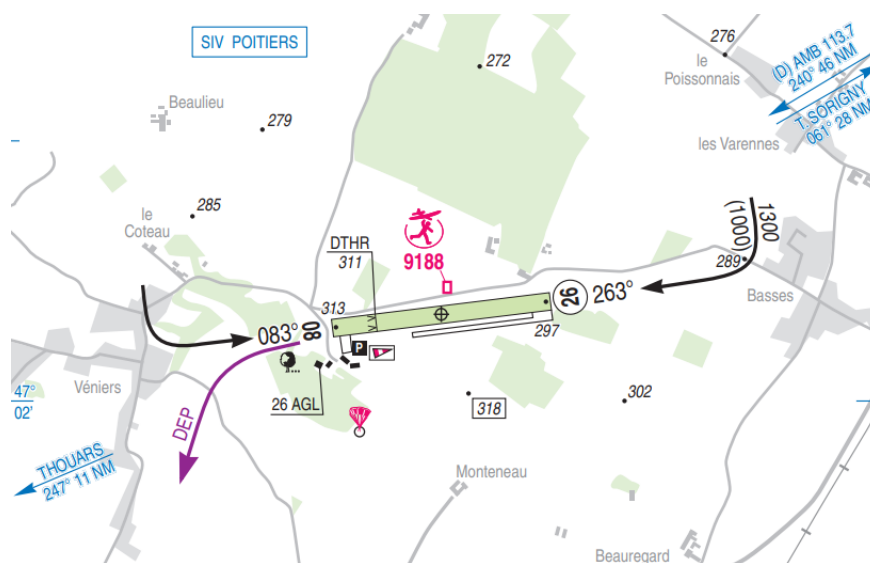 SIV POITIERS
276
le
Poissonnais
(D) AMB 113.7
240° 46 NM
T. SORIGNY
061° 28 NM
272
Beaulieu
279
les Varennes
285
le
Coteau
DTHR
311
9188
1300
(1000)
289
Basses
313
083°
08
26
263°
297
P
Véniers
47°
02'
26 AGL
DEP
318
302
THOUARS
247° 11 NM
Monteneau
Beauregard